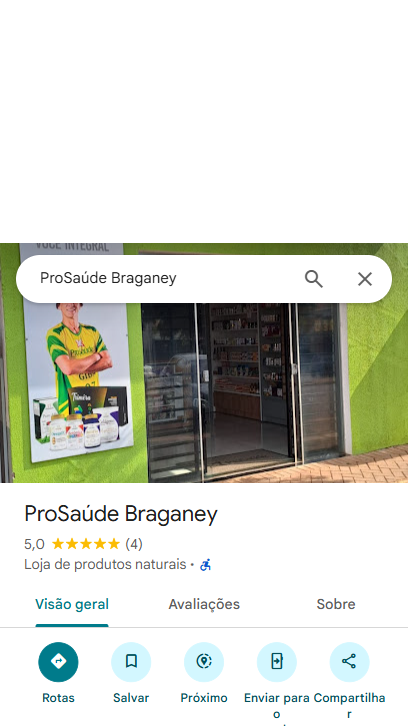 VOCÊ INTEGRAL
ProSaúde Braganey
ProSaúde Braganey
5,0 (4)
Loja de produtos naturais ·
Visão geral Avaliações Sobre
Rotas Salvar Próximo Enviar para o Compartilhar